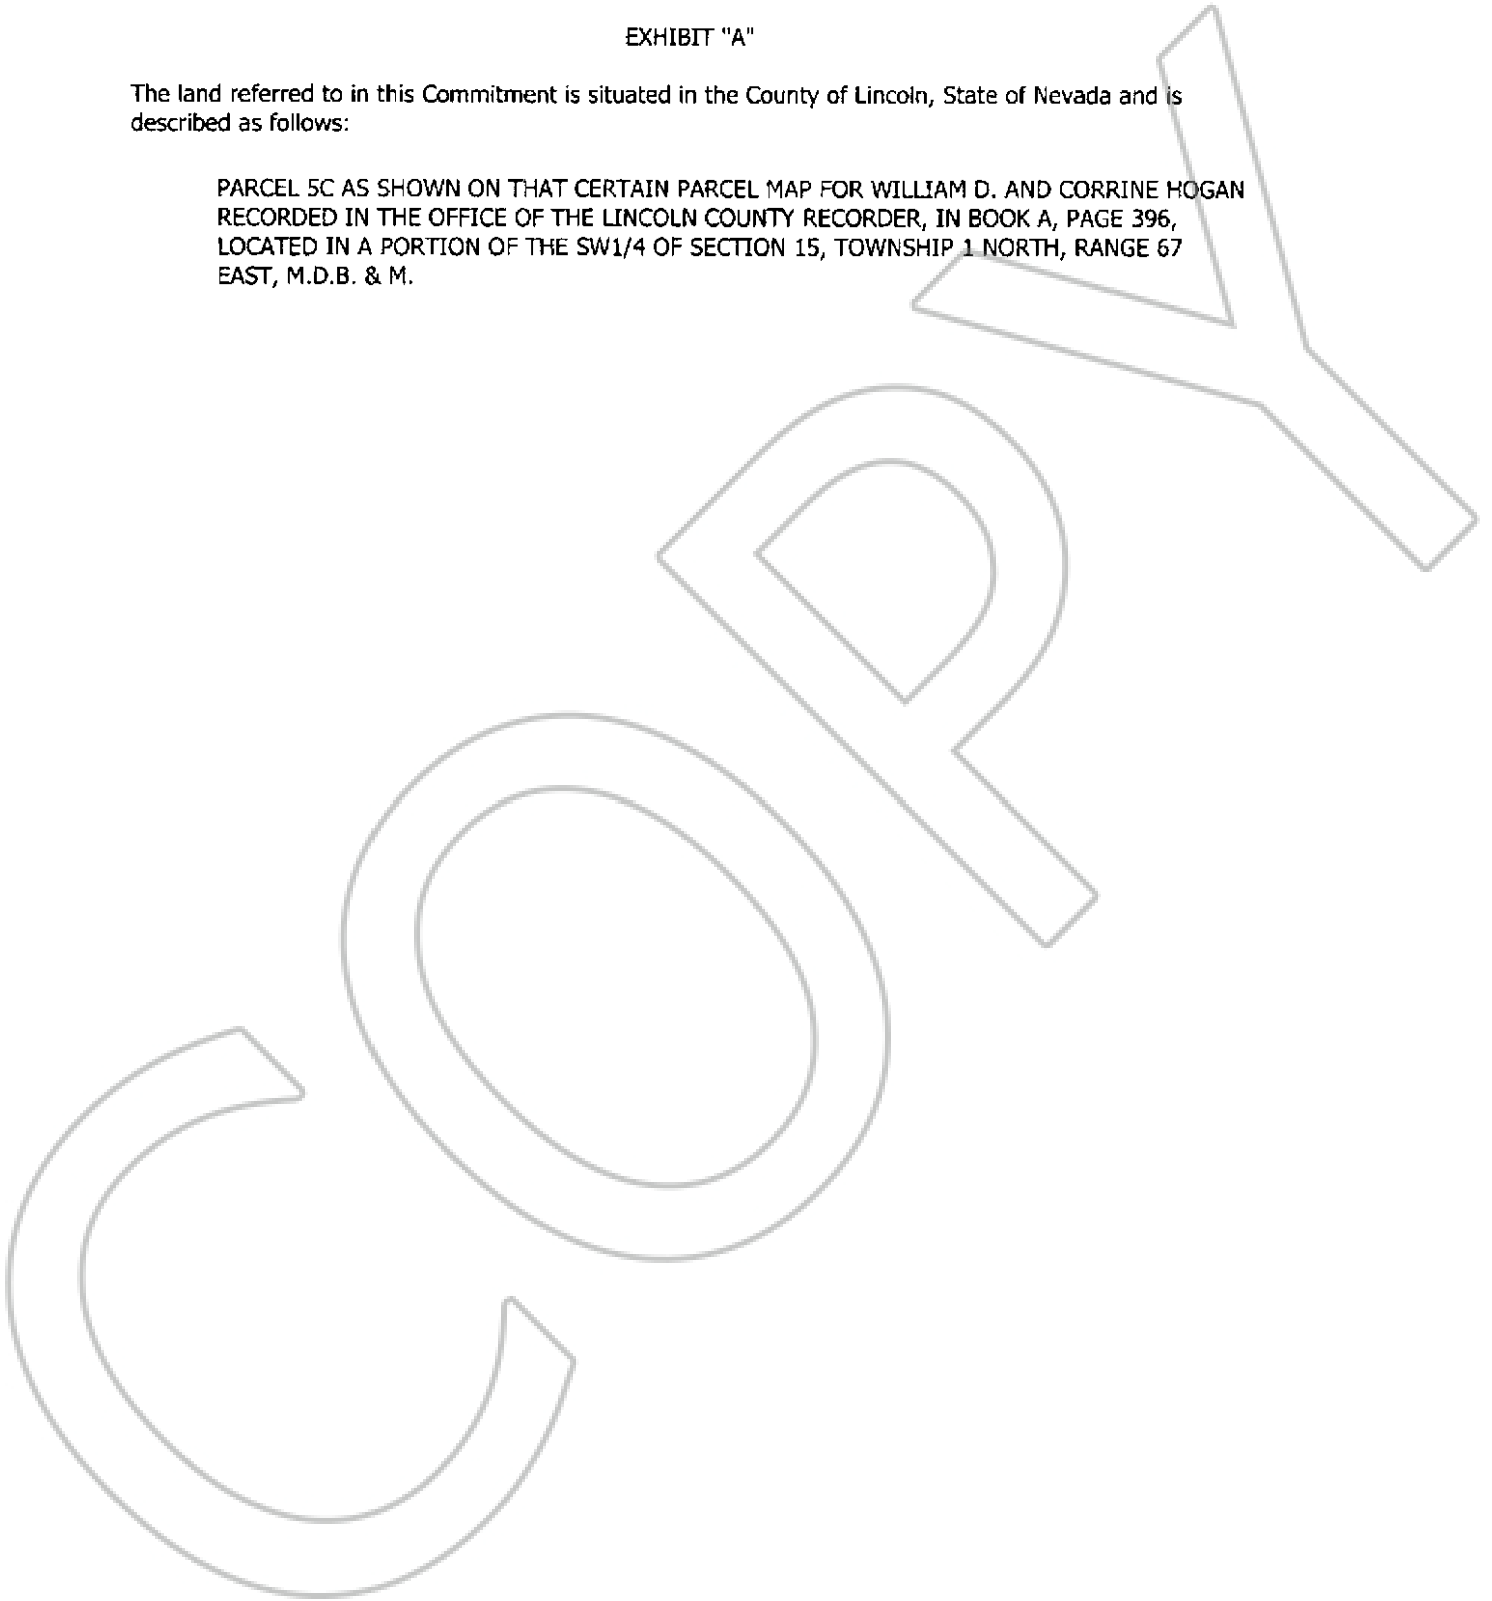 EXHIBIT "A"
The land referred to in this Commitment is situated in the County of Lincoln, State of Nevada and is
described as follows:
PARCEL 5C AS SHOWN ON THAT CERTAIN PARCEL MAP FOR WILLIAM D. AND CORRINE HOGAN
RECORDED IN THE OFFICE OF THE LINCOLN COUNTY RECORDER, IN BOOK A, PAGE 396,
LOCATED IN A PORTION OF THE SW1/4 OF SECTION 15, TOWNSHIP 1 NORTH, RANGE 67
EAST, M.D.B. & M.
COPY